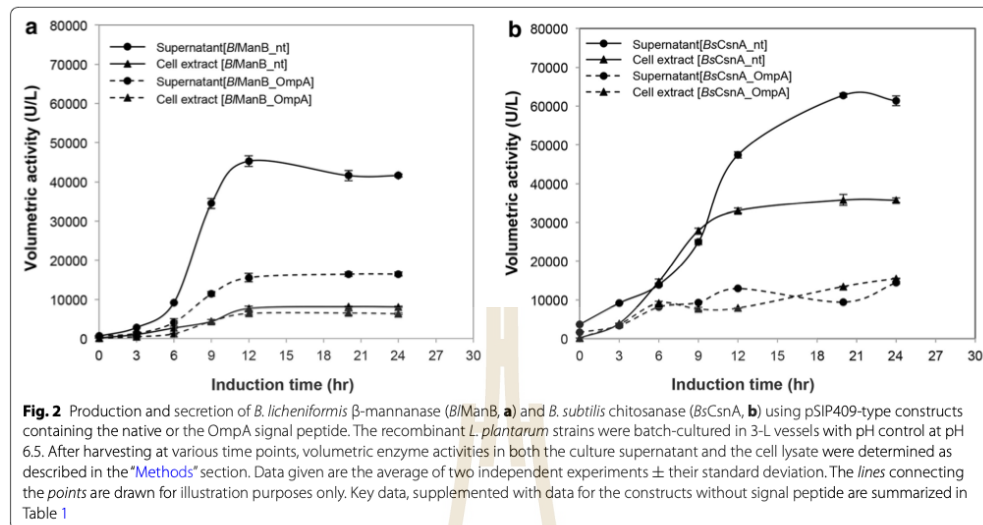 a
80000
70000
60000
50000
40000
30000
20000
10000
0
Volumetric activity (U/L)
Supernatant[BlManB_nt]
Cell extract [BlManB_nt]
Supernatant[BlManB_OmpA]
Cell extract [BlManB_OmpA]
0 3 6 9 12 15 18 21 24 30
Induction time (hr)
b
80000
70000
60000
50000
40000
30000
20000
10000
0
Volumetric activity (U/L)
Supernatant[BsCsnA_nt]
Cell extract [BsCsnA_nt]
Supernatant[BsCsnA_OmpA]
Cell extract [BsCsnA_OmpA]
0 3 6 9 12 15 18 21 24 30
Induction time (hr)
Fig. 2 Production and secretion of B. licheniformis β-mannanase (BlManB, a) and B. subtilis chitosanase (BsCsnA, b) using pSIP409-type constructs
containing the native or the OmpA signal peptide. The recombinant L. plantarum strains were batch-cultured in 3-L vessels with pH control at pH
6.5. After harvesting at various time points, volumetric enzyme activities in both the culture supernatant and the cell lysate were determined as
described in the “Methods” section. Data given are the average of two independent experiments ± their standard deviation. The lines connecting
the points are drawn for illustration purposes only. Key data, supplemented with data for the constructs without signal peptide are summarized in
Table 1